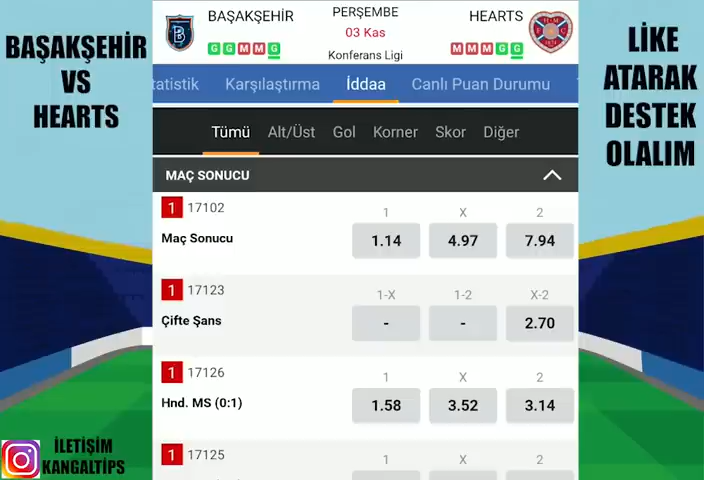 BAŞAKŞEHİR
VS
HEARTS
BAŞAKŞEHİR
G G M M G
PERŞEMBE
03 Kas
Konferans Ligi
HEARTS
M M M G G
LİKE
ATARAK
DESTEK
OLALIM
tatistik Karşılaştırma İddaa Canlı Puan Durumu
Tümü Alt/Üst Gol Korner Skor Diğer
MAÇ SONUCU
1 17102 1 X 2
Maç Sonucu 1.14 4.97 7.94
1 17123 1-X 1-2 X-2
Çifte Şans - - 2.70
1 17126 1 X 2
Hnd. MS (0:1) 1.58 3.52 3.14
1 17125 1 X 2
İLETİŞİM
KANGALTİPS